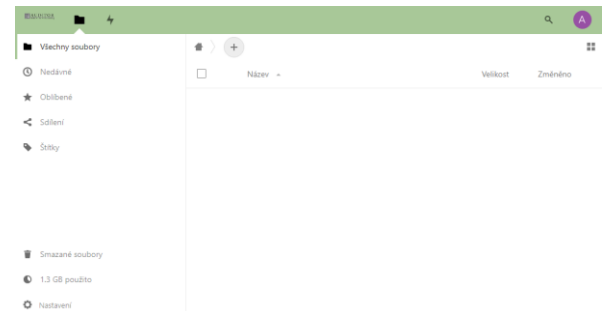 A
Všechny soubory
Nedávné
Oblíbené
Sdílení
Štítky
Smazané soubory
1.3 GB použito
Nastavení
Název
Velikost
Změněno